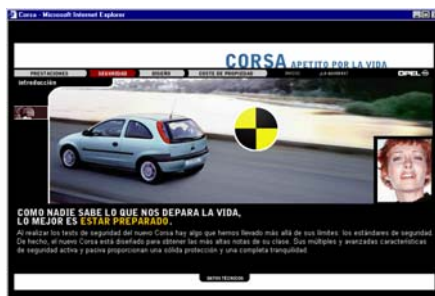 Corsa - Microsoft Internet Explorer
CORSA APETITO POR LA VIDA
PRESTACIONES SEGURIDAD DISEÑO COSTE DE PROPIEDAD INICIO OPEL
introducción
COMO NADIE SABE LO QUE NOS DEPARA LA VIDA,
LO MEJOR ES ESTAR PREPARADO.
Al realizar los tests de seguridad del nuevo Corsa hay algo que hemos llevado más allá de sus límites: los estándares de seguridad.
De hecho, el nuevo Corsa está diseñado para obtener las más altas notas de su clase. Sus múltiples y avanzadas características
de seguridad activa y pasiva proporcionan una sólida protección y una completa tranquilidad.
DATOS TÉCNICOS